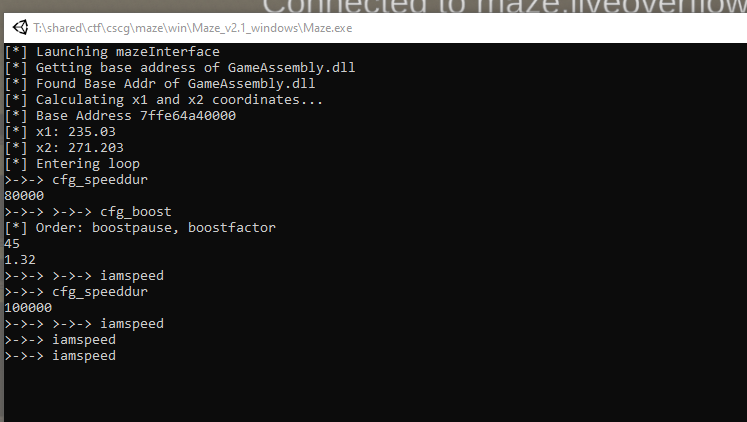 Connected to maze.liveoverflow
T:\shared\ctf\cscg\maze\win\Maze_v2.1_windows\Maze.exe
[*] Launching mazeInterface
[*] Getting base address of GameAssembly.dll
[*] Found Base Addr of GameAssembly.dll
[*] Calculating x1 and x2 coordinates...
[*] Base Address 7ffe64a40000
[*] x1: 235.03
[*] x2: 271.203
[*] Entering loop
>->-> cfg_speeddur
80000
>->-> >->-> cfg_boost
[*] Order: boostpause, boostfactor
45
1.32
>->-> >->-> iamspeed
>->-> cfg_speeddur
100000
>->-> >->-> iamspeed
>->-> iamspeed
>->-> iamspeed